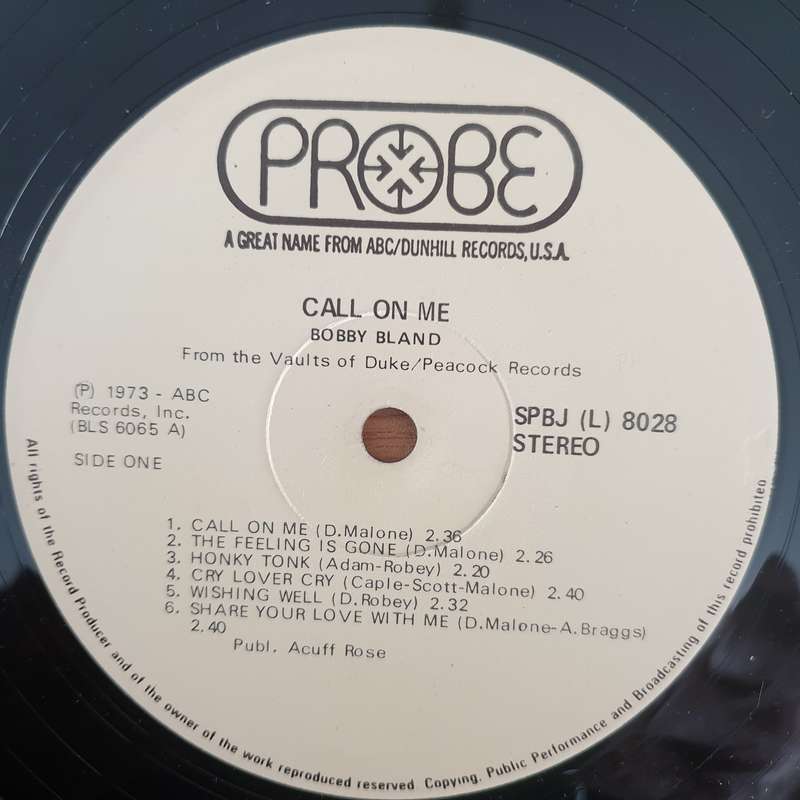 PROBE
A GREAT NAME FROM ABC/DUNHILL RECORDS, U.S.A.
CALL ON ME
BOBBY BLAND
From the Vaults of Duke/Peacock Records
(P) 1973 - ABC
Records, Inc.
(BLS 6065 A)
SIDE ONE
SPBJ (L) 8028
STEREO
1. CALL ON ME (D.Malone) 2.36
2. THE FEELING IS GONE (D.Malone) 2.26
3. HONKY TONK (Adam-Robey) 2.20
4. CRY LOVER CRY (Caple-Scott-Malone) 2.40
5. WISHING WELL (D.Robey) 2.32
6. SHARE YOUR LOVE WITH ME (D.Malone-A.Braggs)
2.40
Publ. Acuff Rose
All rights of the Record Producer and of the owner of the work reproduced reserved. Copying, Public Performance and Broadcasting of this record prohibited